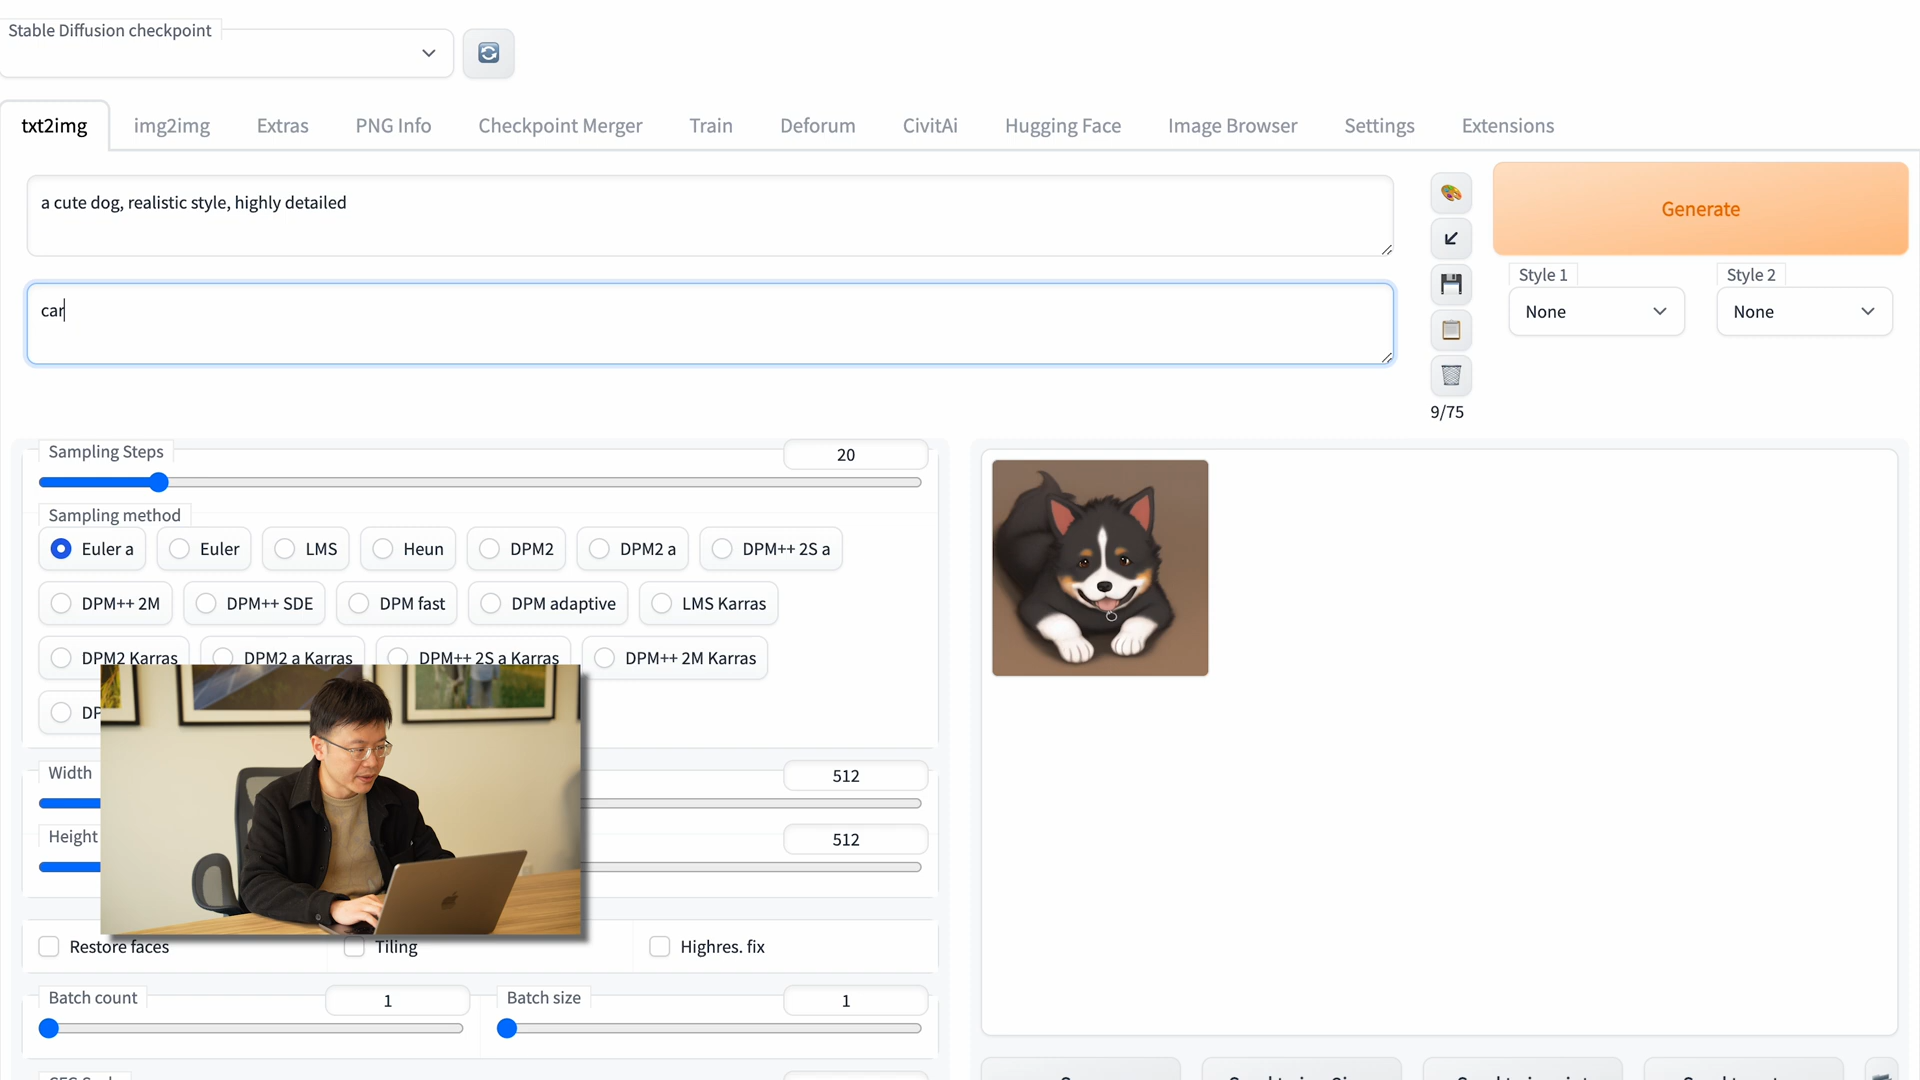 Stable Diffusion checkpoint
txt2img img2img Extras PNG Info Checkpoint Merger Train Deforum CivitAi Hugging Face Image Browser Settings Extensions
a cute dog, realistic style, highly detailed
Generate
Style 1 Style 2
car
None None
9/75
Sampling Steps 20
Sampling method
Euler a Euler LMS Heun DPM2 DPM2 a DPM++ 2S a
DPM++ 2M DPM++ SDE DPM fast DPM adaptive LMS Karras
DPM2 Karras DPM2 a Karras DPM++ 2S a Karras DPM++ 2M Karras
Width 512
Height 512
Restore faces Tiling Highres. fix
Batch count 1 Batch size 1